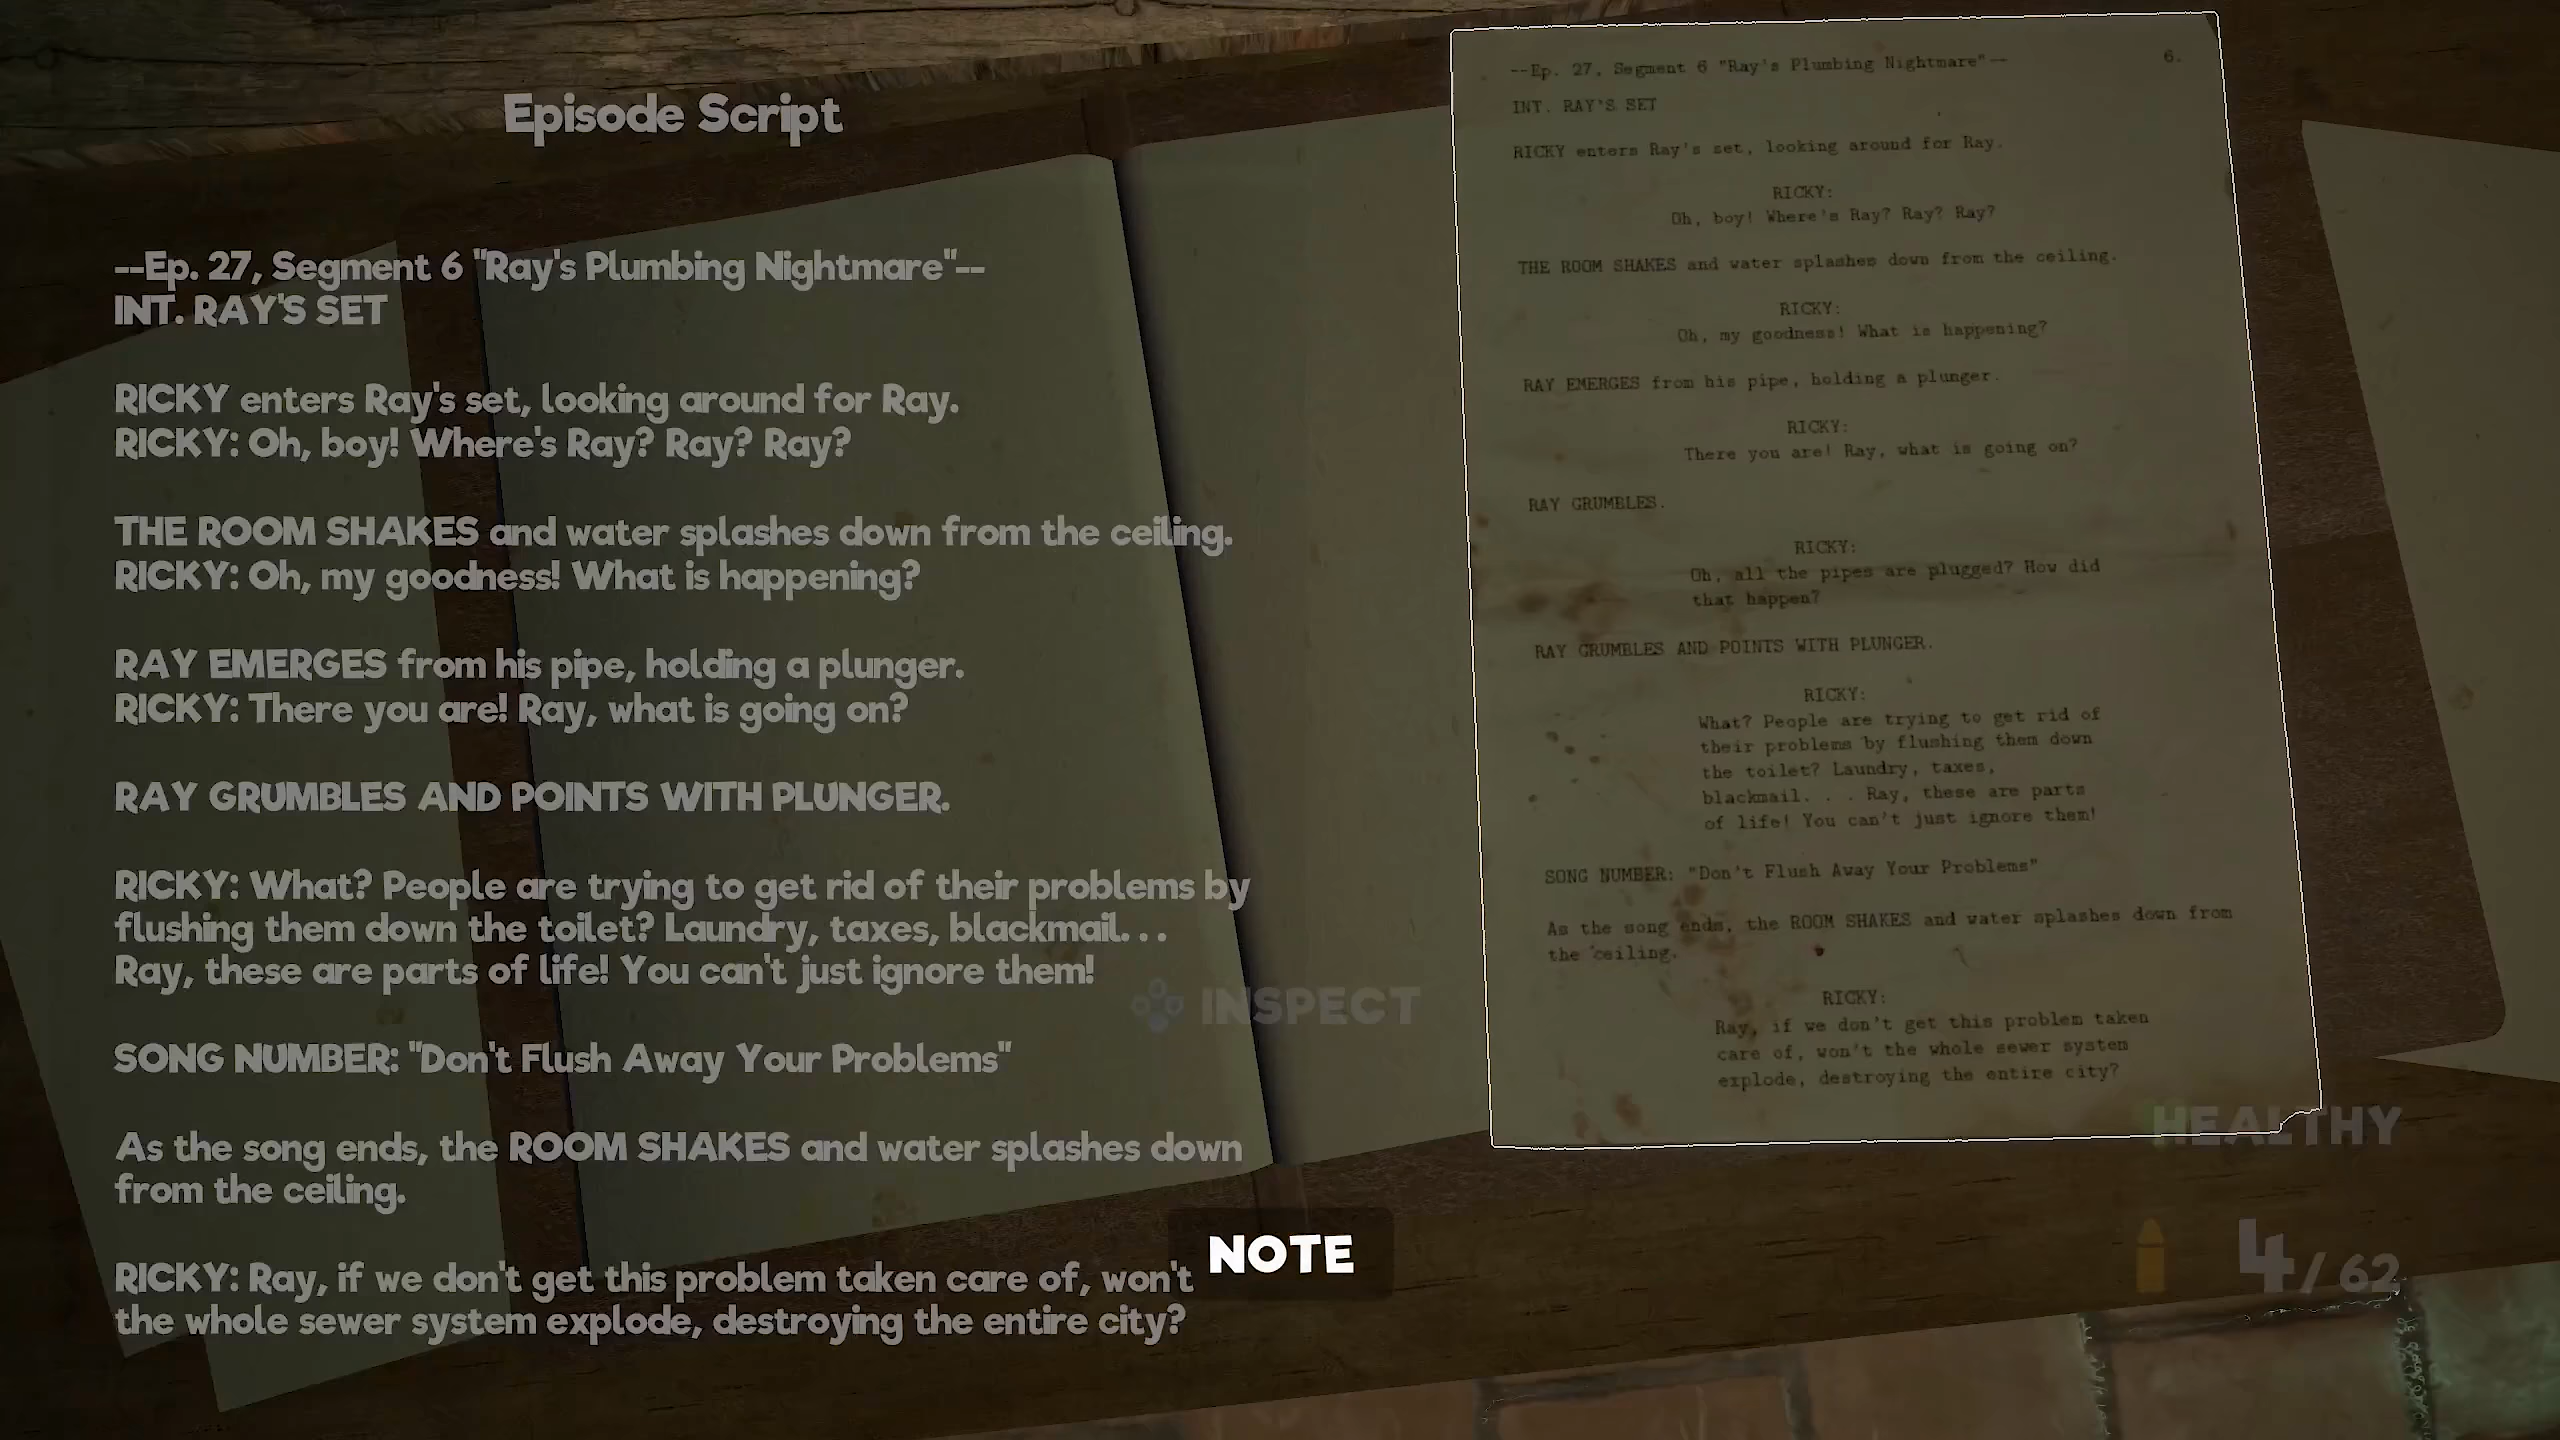 Episode Script
--Ep. 27, Segment 6 "Ray's Plumbing Nightmare"--
INT. RAY'S SET
RICKY enters Ray's set, looking around for Ray.
RICKY: Oh, boy! Where's Ray? Ray? Ray?
THE ROOM SHAKES and water splashes down from the ceiling.
RICKY: Oh, my goodness! What is happening?
RAY EMERGES from his pipe, holding a plunger.
RICKY: There you are! Ray, what is going on?
RAY GRUMBLES AND POINTS WITH PLUNGER.
RICKY: What? People are trying to get rid of their problems by
flushing them down the toilet? Laundry, taxes, blackmail. . .
Ray, these are parts of life! You can't just ignore them!
SONG NUMBER: "Don't Flush Away Your Problems"
As the song ends, the ROOM SHAKES and water splashes down
from the ceiling.
RICKY: Ray, if we don't get this problem taken care of, won't
the whole sewer system explode, destroying the entire city?
--Ep. 27, Segment 6 "Ray's Plumbing Nightmare"-- 6.
INT. RAY'S SET
RICKY enters Ray's set, looking around for Ray.
RICKY:
Oh, boy! Where's Ray? Ray? Ray?
THE ROOM SHAKES and water splashes down from the ceiling.
RICKY:
Oh, my goodness! What is happening?
RAY EMERGES from his pipe, holding a plunger.
RICKY:
There you are! Ray, what is going on?
RAY GRUMBLES.
RICKY:
Oh, all the pipes are plugged? How did
that happen?
RAY GRUMBLES AND POINTS WITH PLUNGER.
RICKY:
What? People are trying to get rid of
their problems by flushing them down
the toilet? Laundry, taxes,
blackmail. . . Ray, these are parts
of life! You can't just ignore them!
SONG NUMBER: "Don't Flush Away Your Problems"
As the song ends, the ROOM SHAKES and water splashes down from
the ceiling.
RICKY:
Ray, if we don't get this problem taken
care of, won't the whole sewer system
explode, destroying the entire city?
INSPECT
HEALTHY
NOTE
4/ 62